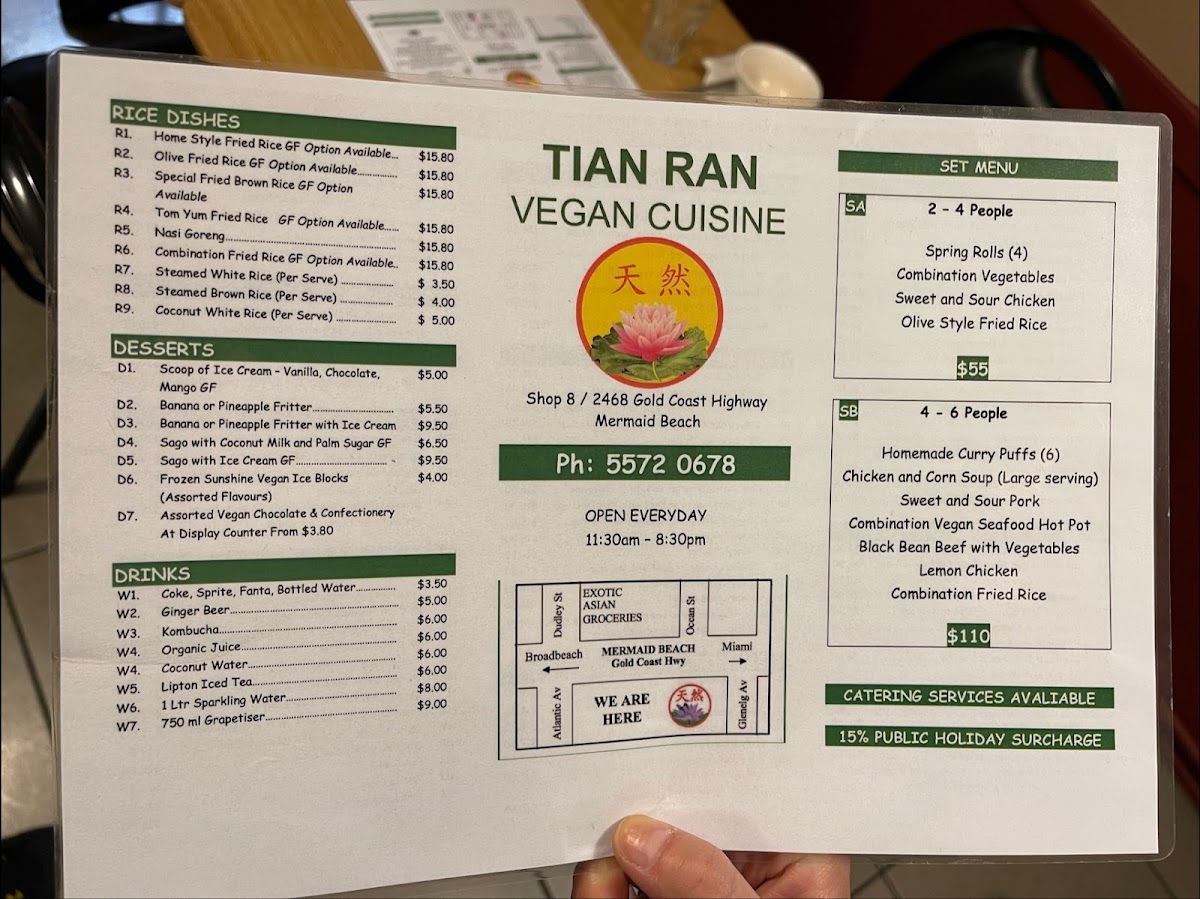 RICE DISHES
R1. Home Style Fried Rice GF Option Available... $15.80
R2. Olive Fried Rice GF Option Available............... $15.80
R3. Special Fried Brown Rice GF Option $15.80
Available
R4. Tom Yum Fried Rice GF Option Available...... $15.80
R5. Nasi Goreng............................................................ $15.80
R6. Combination Fried Rice GF Option Available.. $15.80
R7. Steamed White Rice (Per Serve) .................... $ 3.50
R8. Steamed Brown Rice (Per Serve) .................... $ 4.00
R9. Coconut White Rice (Per Serve) ...................... $ 5.00
DESSERTS
D1. Scoop of Ice Cream - Vanilla, Chocolate, $5.00
Mango GF
D2. Banana or Pineapple Fritter............................. $5.50
D3. Banana or Pineapple Fritter with Ice Cream $9.50
D4. Sago with Coconut Milk and Palm Sugar GF $6.50
D5. Sago with Ice Cream GF................................ $9.50
D6. Frozen Sunshine Vegan Ice Blocks $4.00
(Assorted Flavours)
D7. Assorted Vegan Chocolate & Confectionery
At Display Counter From $3.80
DRINKS
W1. Coke, Sprite, Fanta, Bottled Water............. $3.50
W2. Ginger Beer.................................................... $5.00
W3. Kombucha........................................................ $6.00
W4. Organic Juice................................................. $6.00
W4. Coconut Water................................................ $6.00
W5. Lipton Iced Tea.............................................. $6.00
W6. 1 Ltr Sparkling Water................................... $8.00
W7. 750 ml Grapetiser.......................................... $9.00
TIAN RAN
VEGAN CUISINE
天然
Shop 8 / 2468 Gold Coast Highway
Mermaid Beach
Ph: 5572 0678
OPEN EVERYDAY
11:30am - 8:30pm
Dudley St
EXOTIC
ASIAN
GROCERIES
Ocean St
Broadbeach
MERMAID BEACH
Gold Coast Hwy
Miami
Atlantic Av
WE ARE
HERE
天然
Gleneig Av
SET MENU
SA 2 - 4 People
Spring Rolls (4)
Combination Vegetables
Sweet and Sour Chicken
Olive Style Fried Rice
$55
SB 4 - 6 People
Homemade Curry Puffs (6)
Chicken and Corn Soup (Large serving)
Sweet and Sour Pork
Combination Vegan Seafood Hot Pot
Black Bean Beef with Vegetables
Lemon Chicken
Combination Fried Rice
$110
CATERING SERVICES AVALIABLE
15% PUBLIC HOLIDAY SURCHARGE